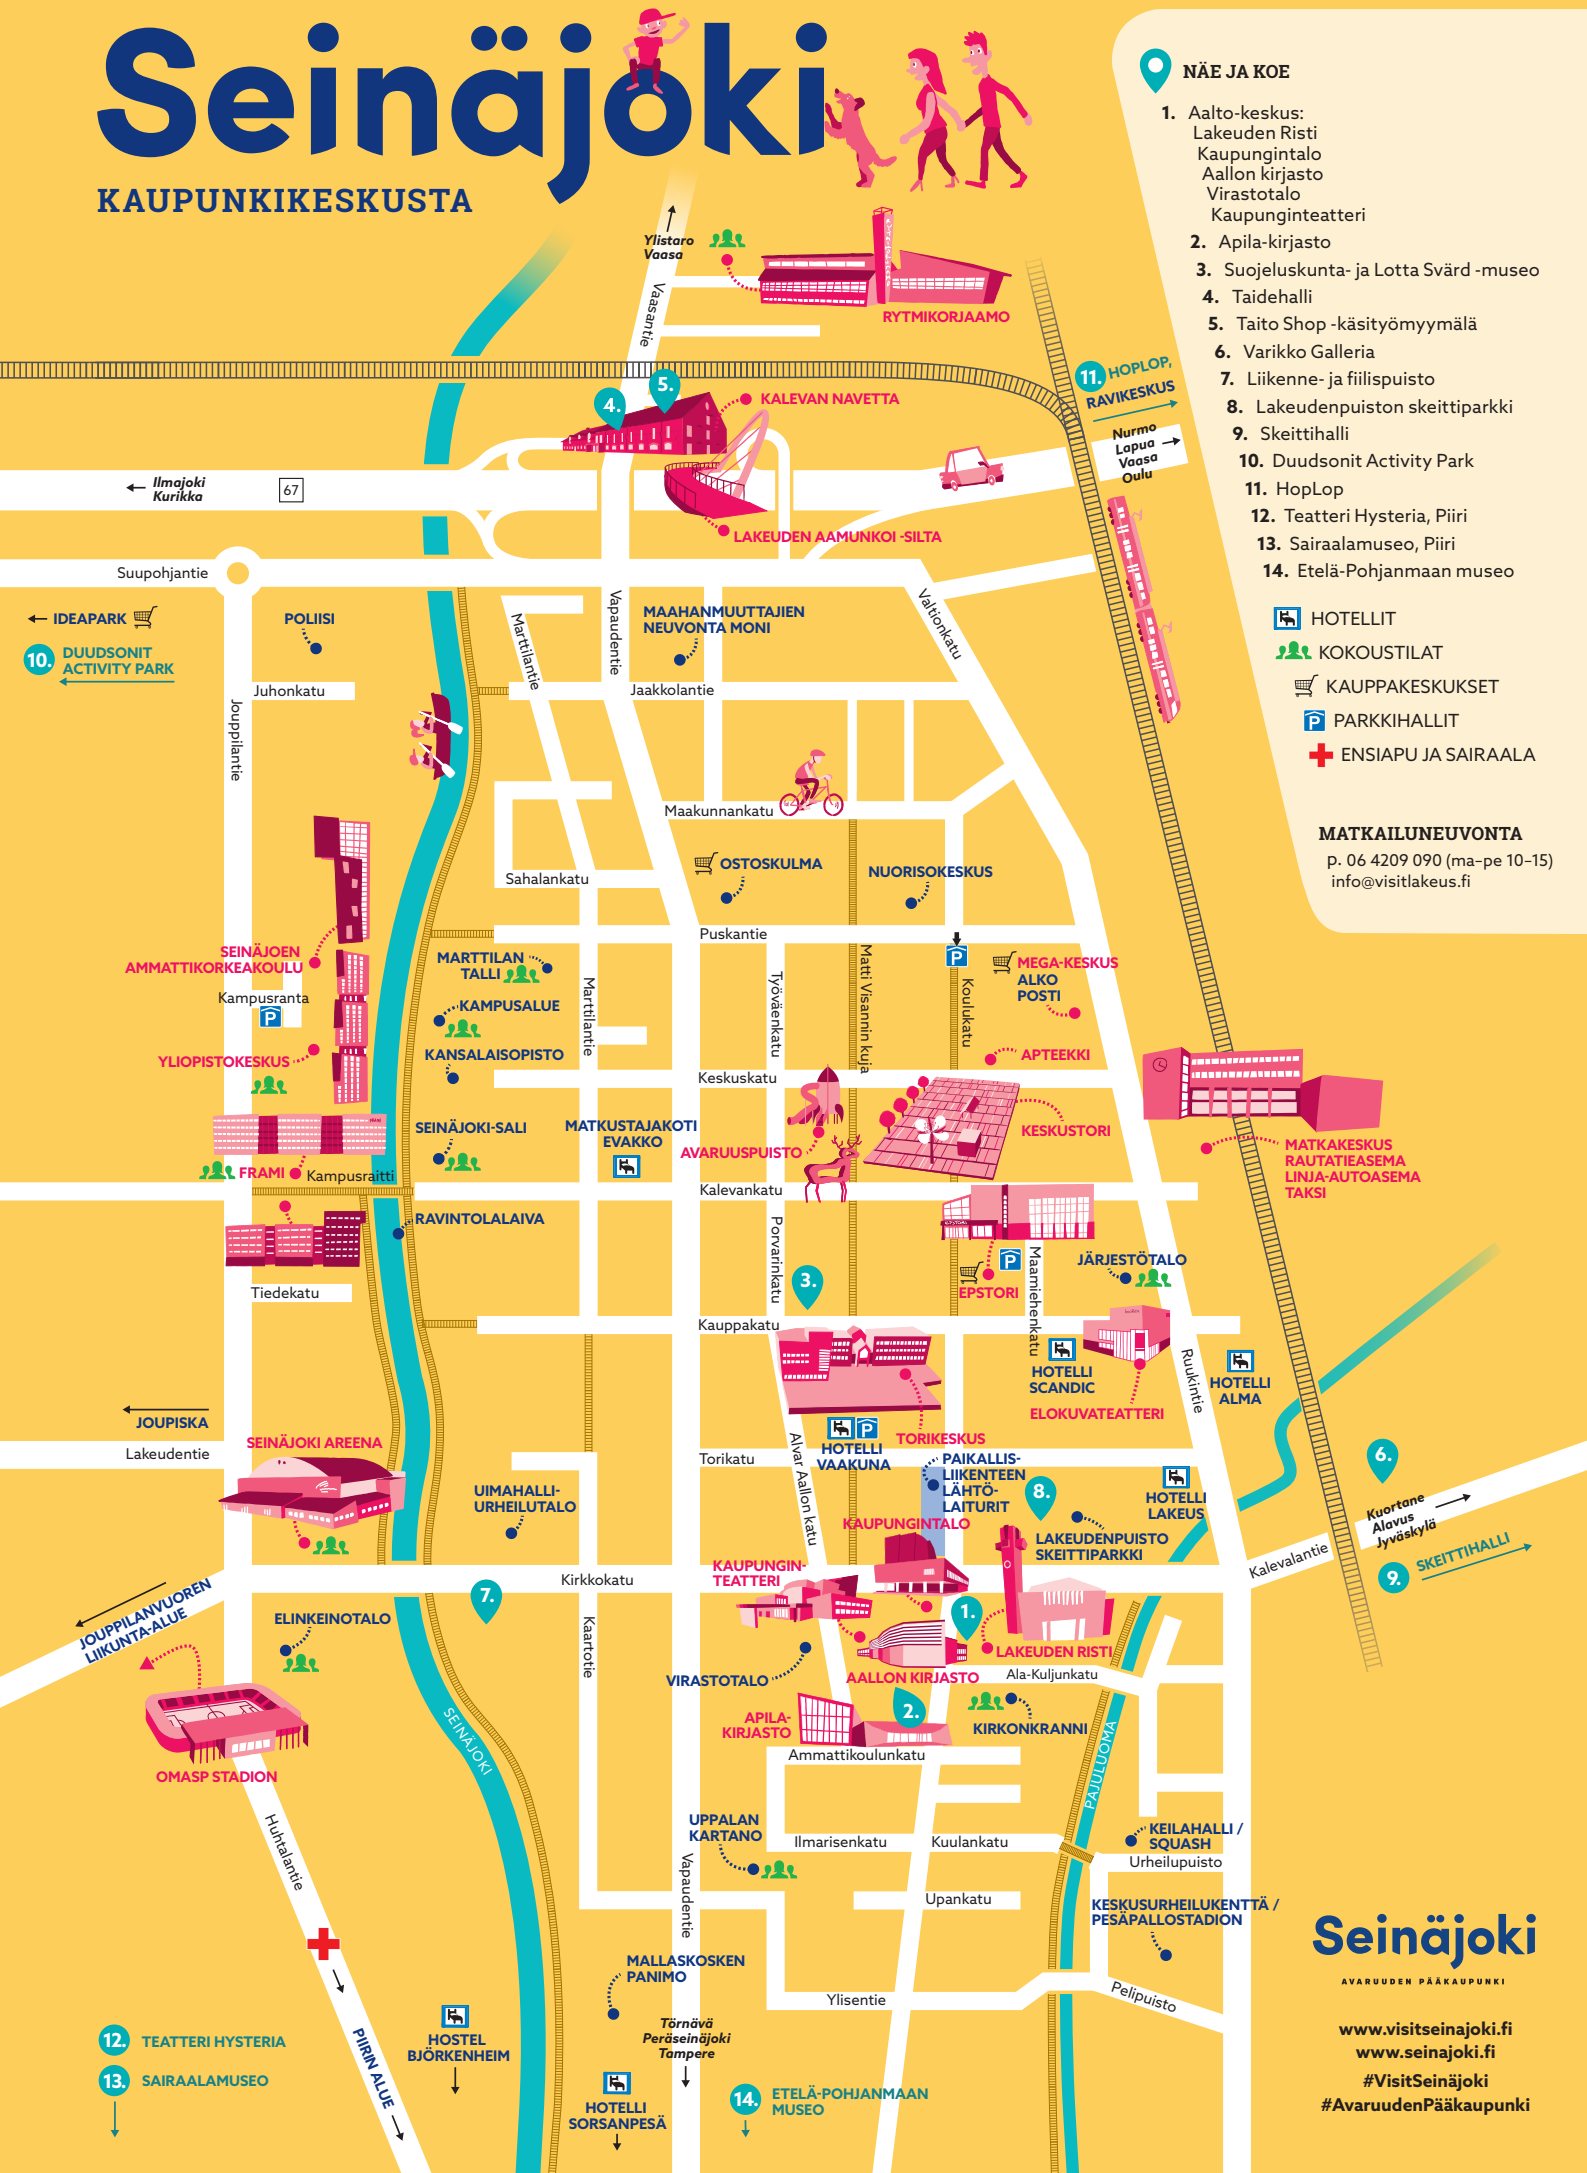 Seinäjoki
KAUPUNKIKESKUSTA
NÄE JA KOE
1. Aalto-keskus:
Lakeuden Risti
Kaupungintalo
Aallon kirjasto
Virastotalo
Kaupunginteatteri
2. Apila-kirjasto
3. Suojeluskunta- ja Lotta Svärd -museo
4. Taidehalli
5. Taito Shop -käsityömyymälä
6. Varikko Galleria
7. Liikenne- ja fiilispuisto
8. Lakeudenpuiston skeittiparkki
9. Skeittihalli
10. Duudsonit Activity Park
11. HopLop
12. Teatteri Hysteria, Piiri
13. Sairaalamuseo, Piiri
14. Etelä-Pohjanmaan museo
HOTELLIT
KOKOUSTILAT
KAUPPAKESKUKSET
P PARKKIHALLIT
ENSIAPU JA SAIRAALA
MATKAILUNEUVONTA
p. 06 4209 090 (ma–pe 10–15)
info@visitlakeus.fi
Ylistaro
Vaasa
Vaasantie
RYTMIKORJAAMO
11. HOPLOP,
RAVIKESKUS
Nurmo
Lapua
Vaasa
Oulu
4.
5.
KALEVAN NAVETTA
LAKEUDEN AAMUNKOI -SILTA
Ilmajoki
Kurikka
67
Suupohjantie
IDEAPARK
10. DUUDSONIT
ACTIVITY PARK
POLIISI
Juhonkatu
Jouppilantie
Marttilantie
Vapaudentie
MAAHANMUUTTAJIEN
NEUVONTA MONI
Jaakkolantie
Valtionkatu
Maakunnankatu
Sahalankatu
OSTOSKULMA
NUORISOKESKUS
Puskantie
SEINÄJOEN
AMMATTIKORKEAKOULU
Kampusranta
P
YLIOPISTOKESKUS
MARTTILAN
TALLI
KAMPUSALUE
KANSALAISOPISTO
Marttilantie
Työväenkatu
Matti Visannin kuja
P
Koulukatu
MEGA-KESKUS
ALKO
POSTI
APTEEKKI
Keskuskatu
FRAMI
Kampusraitti
SEINÄJOKI-SALI
MATKUSTAJAKOTI
EVAKKO
AVARUUSPUISTO
KESKUSTORI
MATKAKESKUS
RAUTATIEASEMA
LINJA-AUTOASEMA
TAKSI
Kalevankatu
RAVINTOLALAIVA
Tiedekatu
Porvarinkatu
3.
EPSTORI
P
Maamiehenkatu
JÄRJESTÖTALO
Kauppakatu
HOTELLI
SCANDIC
ELOKUVATEATTERI
Ruukintie
HOTELLI
ALMA
JOUPISKA
Lakeudentie
SEINÄJOKI AREENA
UIMAHALLI-
URHEILUTALO
Torikatu
Alvar Aallon katu
P
HOTELLI
VAAKUNA
TORIKESKUS
PAIKALLIS-
LIIKENTEEN
LÄHTÖ-
LAITURIT
8.
LAKEUDENPUISTO
SKEITTIPARKKI
HOTELLI
LAKEUS
6.
Kuortane
Alavus
Jyväskylä
9. SKEITTIHALLI
Kalevalantie
KAUPUNGINTALO
KAUPUNGIN-
TEATTERI
Kirkkokatu
7.
JOUPPILANVUOREN
LIIKUNTA-ALUE
ELINKEINOTALO
Kaartotie
VIRASTOTALO
1.
LAKEUDEN RISTI
AALLON KIRJASTO
Ala-Kuljunkatu
APILA-
KIRJASTO
2.
KIRKONKRANNI
Ammattikoulunkatu
SEINÄJOKI
PAJULUOMA
OMASP STADION
Huhtalantie
UPPALAN
KARTANO
Ilmarisenkatu
Kuulankatu
KEILAHALLI /
SQUASH
Urheilupuisto
Vapaudentie
Upankatu
KESKUSURHEILUKENTTÄ /
PESÄPALLOSTADION
MALLASKOSKEN
PANIMO
Ylisentie
Pelipuisto
Törnävä
Peräseinäjoki
Tampere
PIIRIN ALUE
HOSTEL
BJÖRKENHEIM
HOTELLI
SORSANPESÄ
12. TEATTERI HYSTERIA
13. SAIRAALAMUSEO
14. ETELÄ-POHJANMAAN
MUSEO
Seinäjoki
AVARUUDEN PÄÄKAUPUNKI
www.visitseinajoki.fi
www.seinajoki.fi
#VisitSeinäjoki
#AvaruudenPääkaupunki